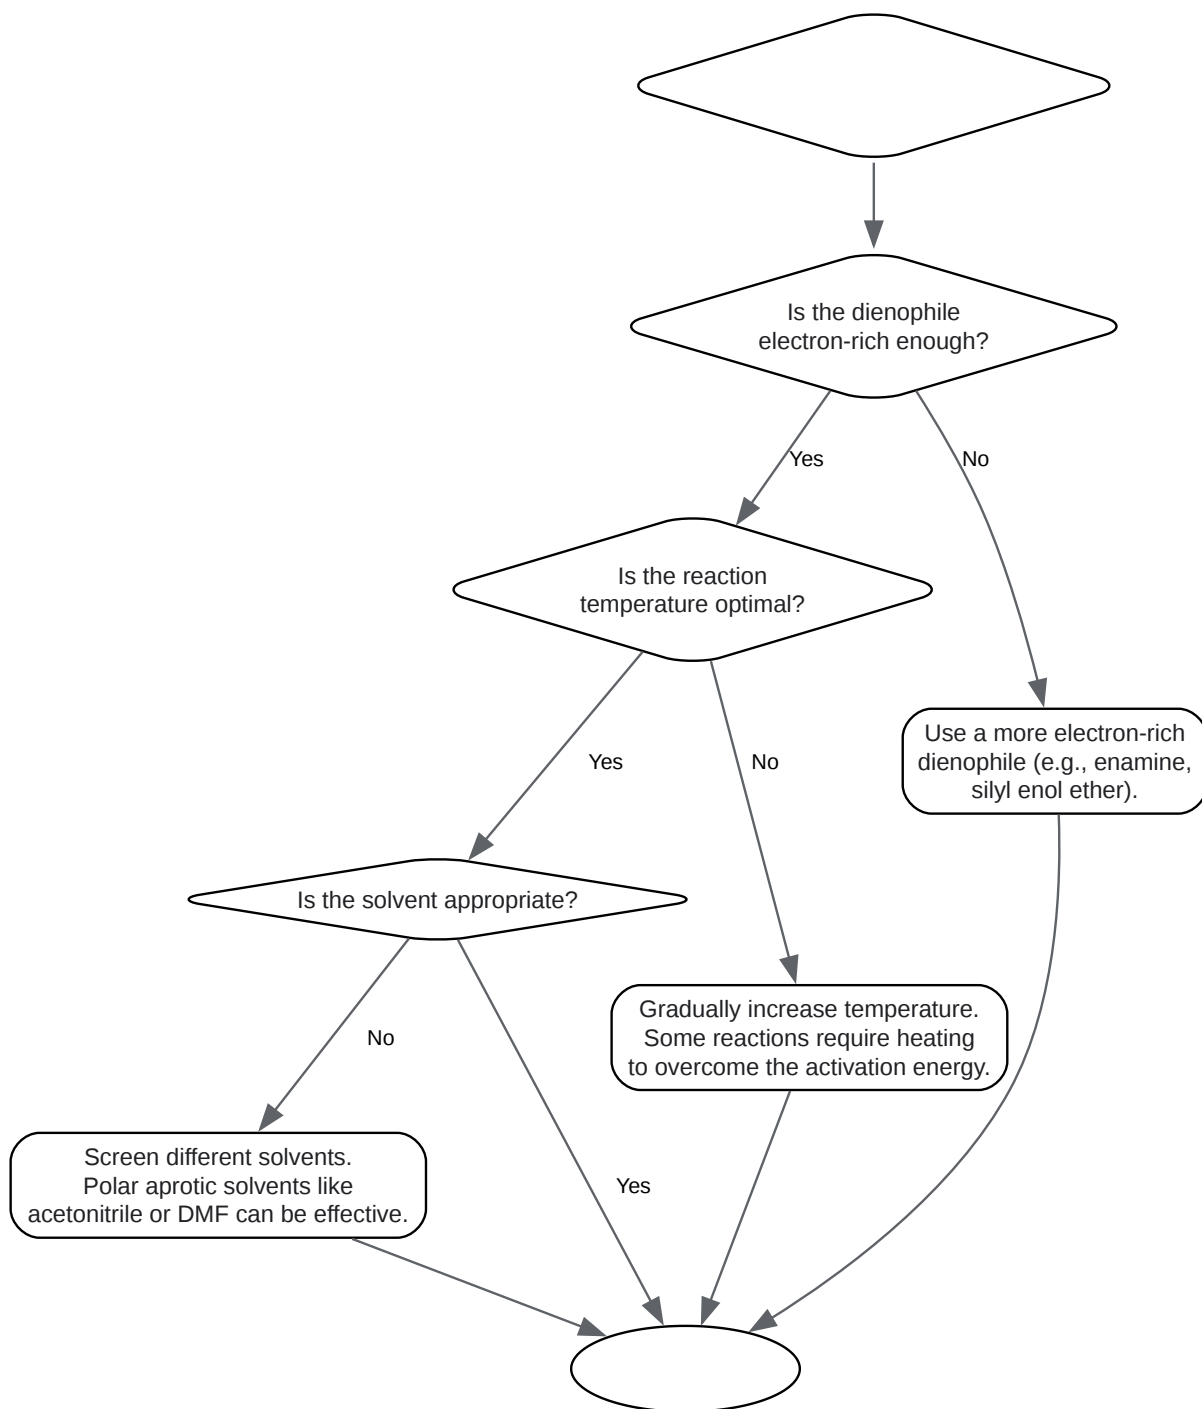 Is the dienophile
electron-rich enough?
Yes
No
Is the reaction
temperature optimal?
Use a more electron-rich
dienophile (e.g., enamine,
silyl enol ether).
Yes
No
Is the solvent appropriate?
Gradually increase temperature.
Some reactions require heating
to overcome the activation energy.
No
Screen different solvents.
Polar aprotic solvents like
acetonitrile or DMF can be effective.
Yes